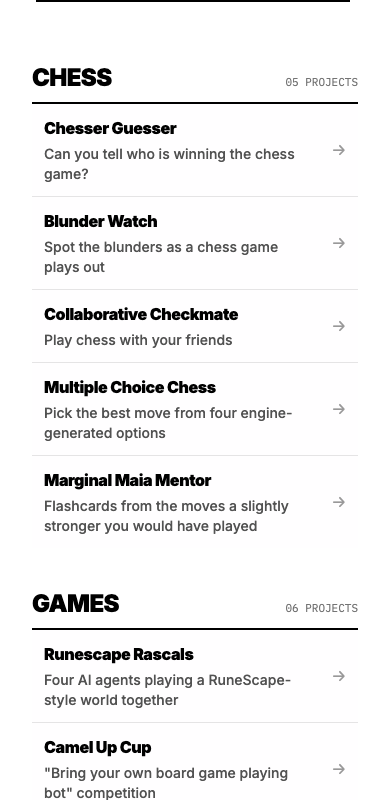 CHESS
05 PROJECTS
Chesser Guesser
Can you tell who is winning the chess
game?
→
Blunder Watch
Spot the blunders as a chess game
plays out
→
Collaborative Checkmate
Play chess with your friends
→
Multiple Choice Chess
Pick the best move from four engine-
generated options
→
Marginal Maia Mentor
Flashcards from the moves a slightly
stronger you would have played
→
GAMES
06 PROJECTS
Runescape Rascals
Four AI agents playing a RuneScape-
style world together
→
Camel Up Cup
"Bring your own board game playing
bot" competition
→